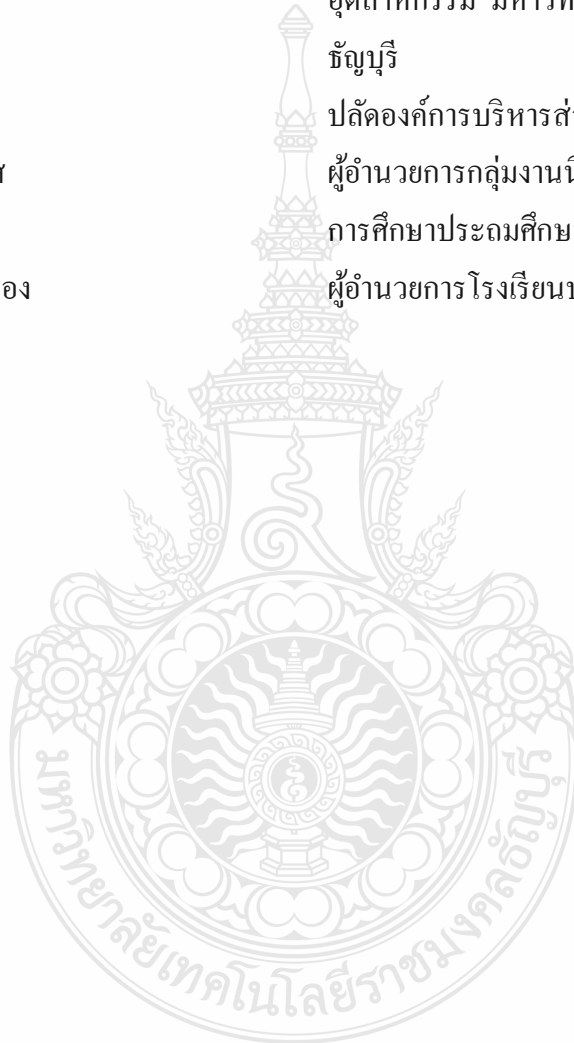 ธัญบุรี
ปลัดองค์การบริหารส่
ผู้อำนวยการกลุ่มงานนิ
การศึกษาประถมศึกษ
อง
ผู้อำนวยการโรงเรียน
มหาวิทยาลัยเทคโนโลยีราชมงคลธัญบุรี